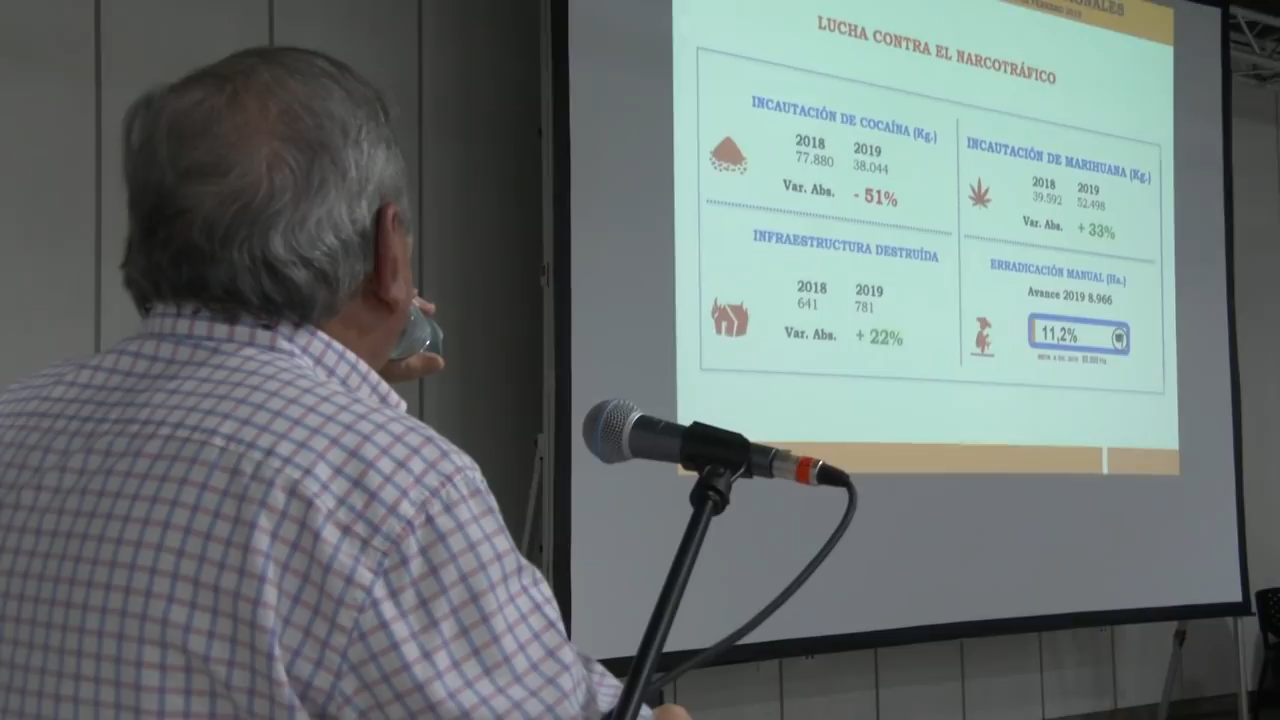 LUCHA CONTRA EL NARCOTRÁFICO
INCAUTACIÓN DE COCAÍNA (Kg.)
2018 2019
77.880 38.044
Var. Abs. - 51%
INCAUTACIÓN DE MARIHUANA (Kg.)
2018 2019
39.592 52.498
Var. Abs. + 33%
INFRAESTRUCTURA DESTRUÍDA
2018 2019
641 781
Var. Abs. + 22%
ERRADICACIÓN MANUAL (Ha.)
Avance 2019 8.966
11,2%